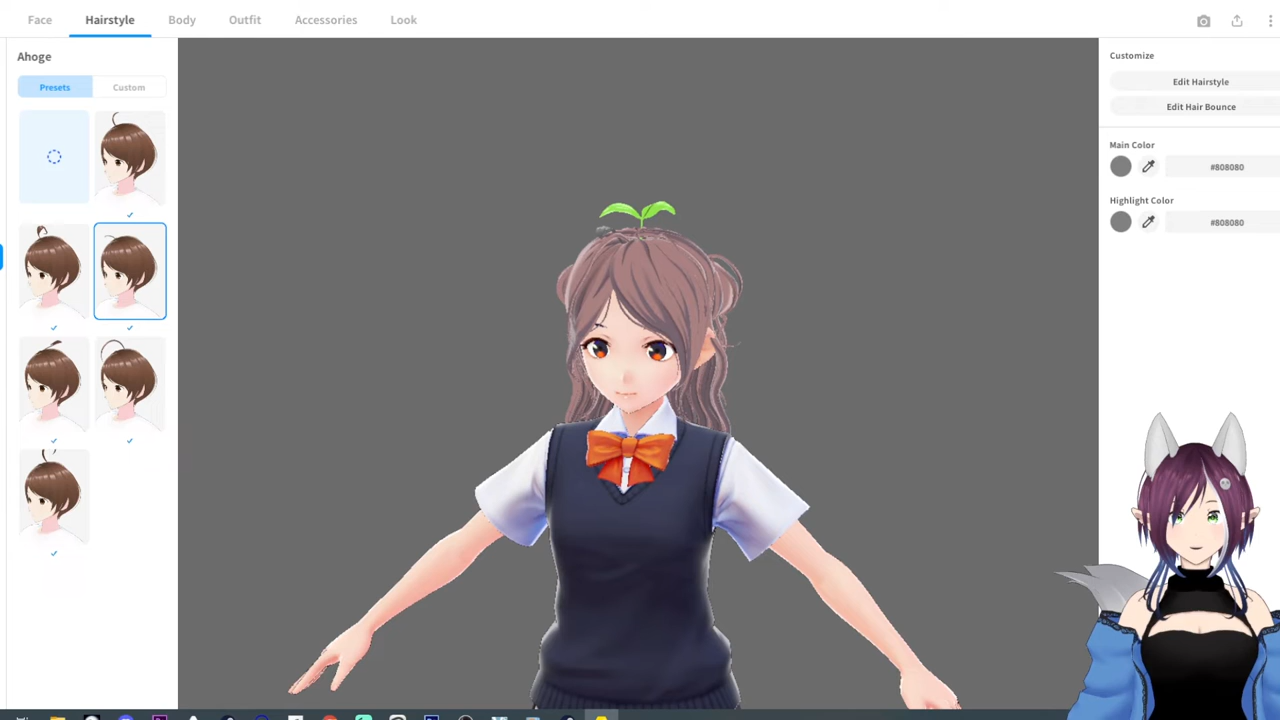 Face Hairstyle Body Outfit Accessories Look
Ahoge
Presets Custom
Customize
Edit Hairstyle
Edit Hair Bounce
Main Color
#808080
Highlight Color
#808080